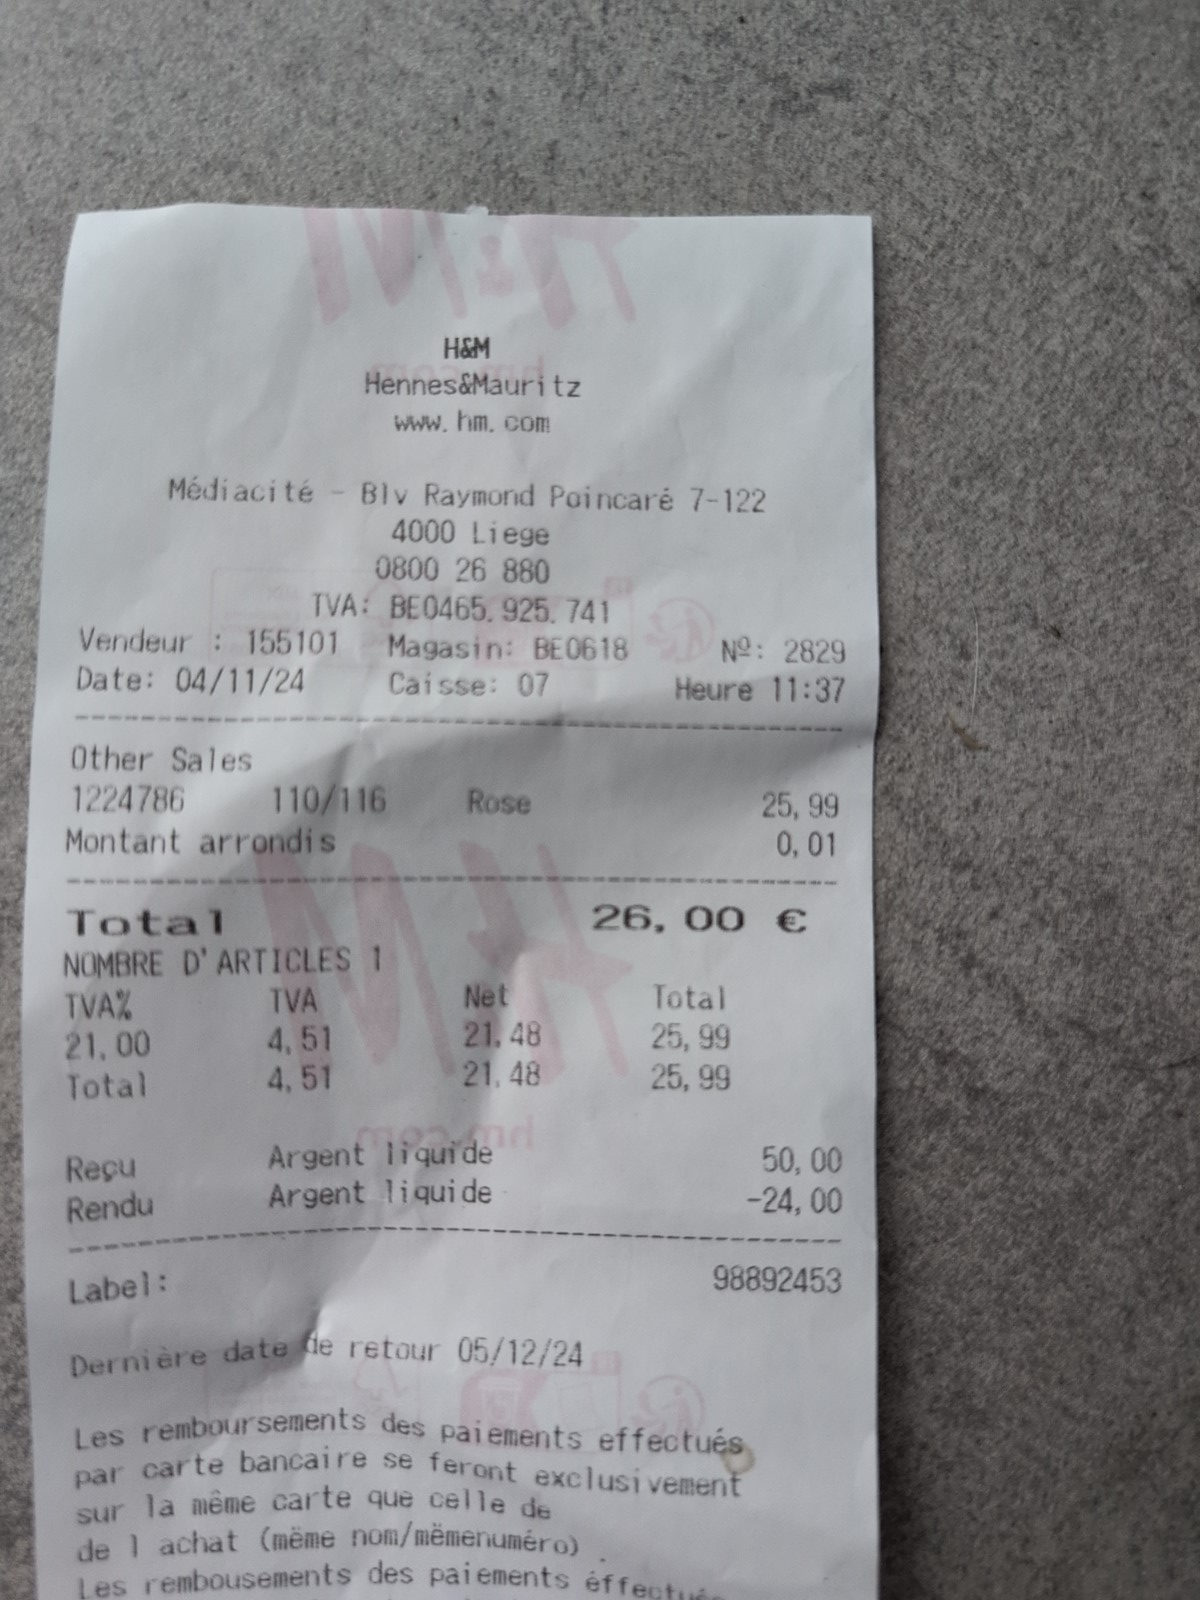 H&M
Hennes&Mauritz
www.hm.com
Médiacité - Blv Raymond Poincaré 7-122
4000 Liege
0800 26 880
TVA: BE0465.925.741
Vendeur : 155101 Magasin: BE0618 Nº: 2829
Date: 04/11/24 Caisse: 07 Heure 11:37
Other Sales
1224786 110/116 Rose 25,99
Montant arrondis 0,01
Total 26,00 €
NOMBRE D'ARTICLES 1
TVA% TVA Net Total
21,00 4,51 21,48 25,99
Total 4,51 21,48 25,99
Reçu Argent liquide 50,00
Rendu Argent liquide -24,00
Label: 98892453
Dernière date de retour 05/12/24
Les remboursements des paiements effectués
par carte bancaire se feront exclusivement
sur la même carte que celle de
de l achat (même nom/mêmenuméro) .
Les rembousements des paiements